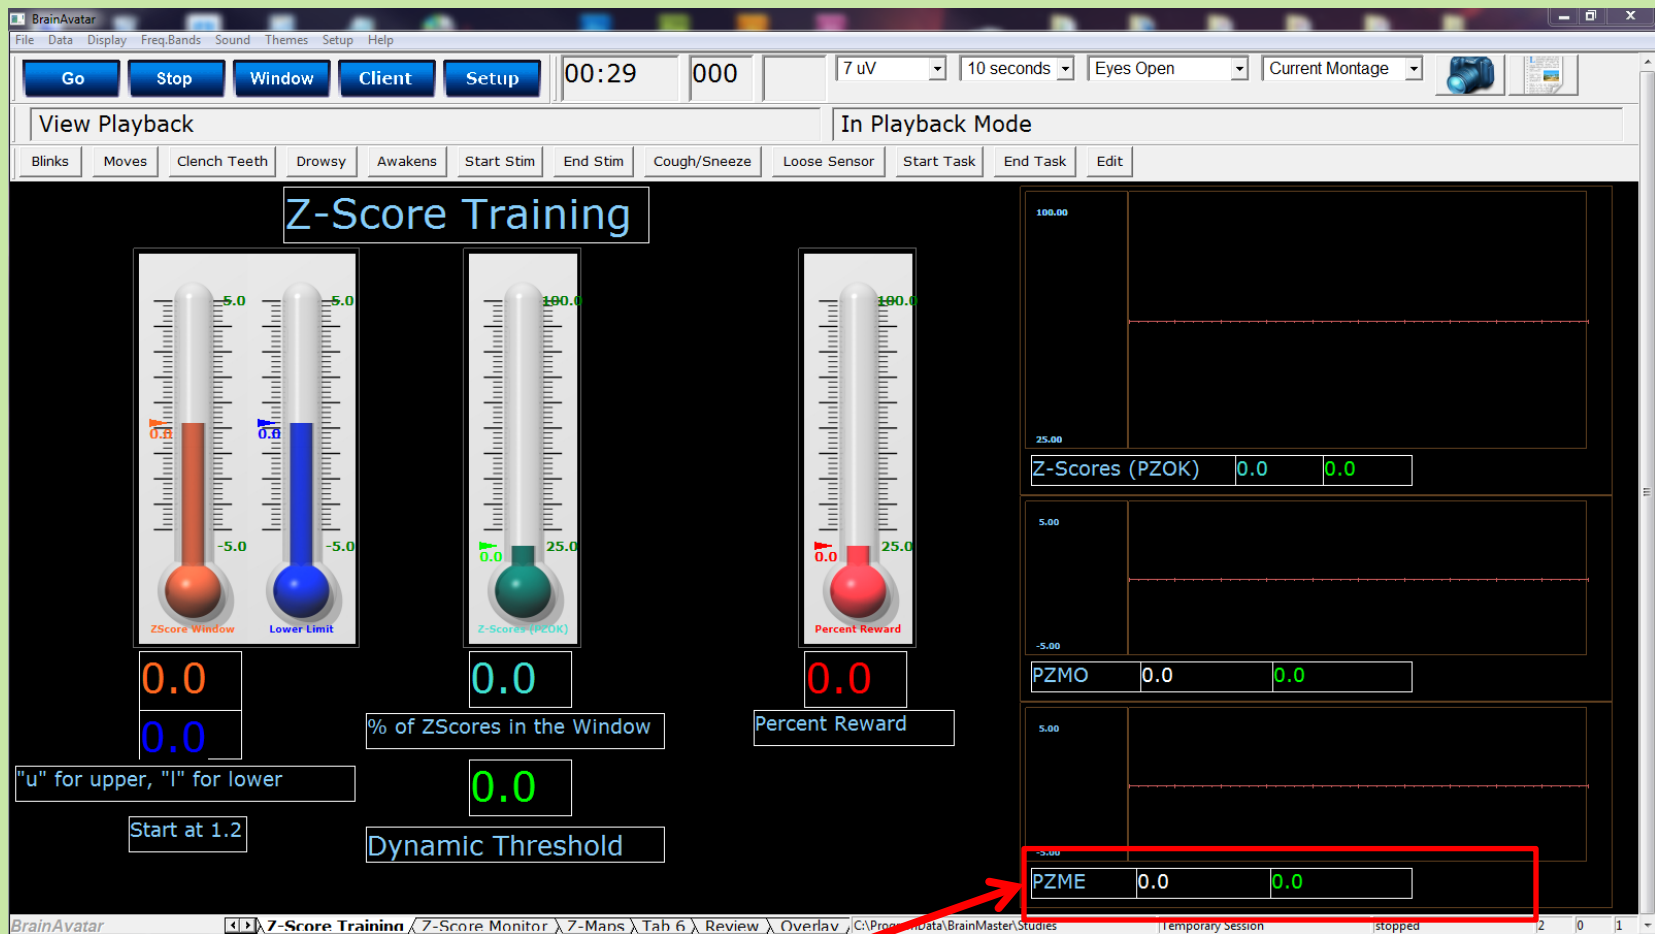 BrainAvatar
File Data Display Freq.Bands Sound Themes Setup Help
Go Stop Window Client Setup 00:29 000 7 uV 10 seconds Eyes Open Current Montage
View Playback In Playback Mode
Blinks Moves Clench Teeth Drowsy Awakens Start Stim End Stim Cough/Sneeze Loose Sensor Start Task End Task Edit
Z-Score Training
5.0 5.0 100.0 100.0
0.0 0.0
-5.0 -5.0 0.0 25.0 0.0 25.0
ZScore Window Lower Limit Z-Scores (PZOK) Percent Reward
0.0 0.0 0.0
0.0
% of ZScores in the Window
Percent Reward
"u" for upper, "l" for lower
0.0
Start at 1.2
Dynamic Threshold
100.00
25.00
Z-Scores (PZOK) 0.0 0.0
5.00
-5.00
PZMO 0.0 0.0
5.00
-5.00
PZME 0.0 0.0
BrainAvatar Z-Score Training Z-Score Monitor Z-Maps Tab 6 Review Overlay C:\ProgramData\BrainMaster\Studies Temporary Session stopped 2 0 1